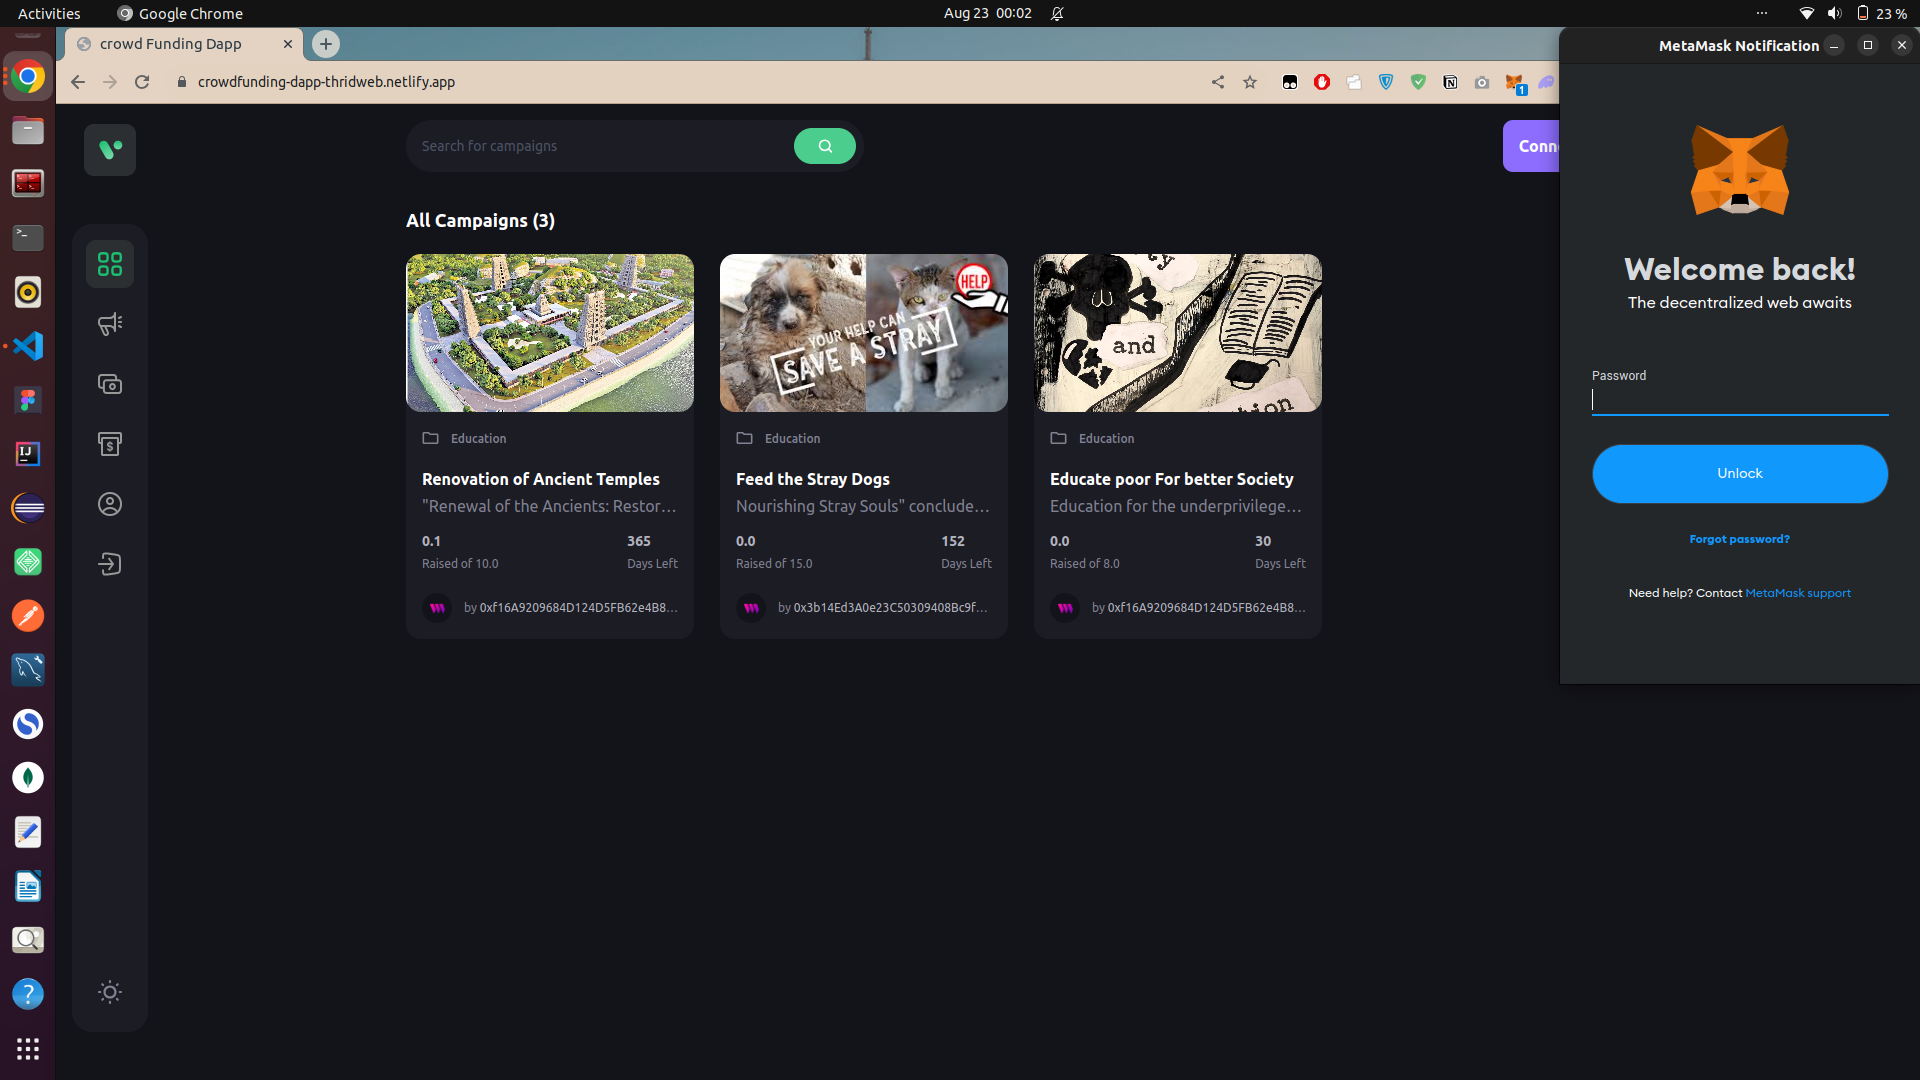 Activities
Google Chrome
Aug 23 00:02
23 %
crowd Funding Dapp
crowdfunding-dapp-thridweb.netlify.app
1
MetaMask Notification
Search for campaigns
Conn
All Campaigns (3)
YOUR HELP CAN
SAVE A STRAY
HELP
and
Education
Renovation of Ancient Temples
"Renewal of the Ancients: Restor...
0.1
365
Raised of 10.0
Days Left
by 0xf16A9209684D124D5FB62e4B8...
Education
Feed the Stray Dogs
Nourishing Stray Souls" conclude...
0.0
152
Raised of 15.0
Days Left
by 0x3b14Ed3A0e23C50309408Bc9f...
Education
Educate poor For better Society
Education for the underprivilege...
0.0
30
Raised of 8.0
Days Left
by 0xf16A9209684D124D5FB62e4B8...
Welcome back!
The decentralized web awaits
Password
Unlock
Forgot password?
Need help? Contact MetaMask support